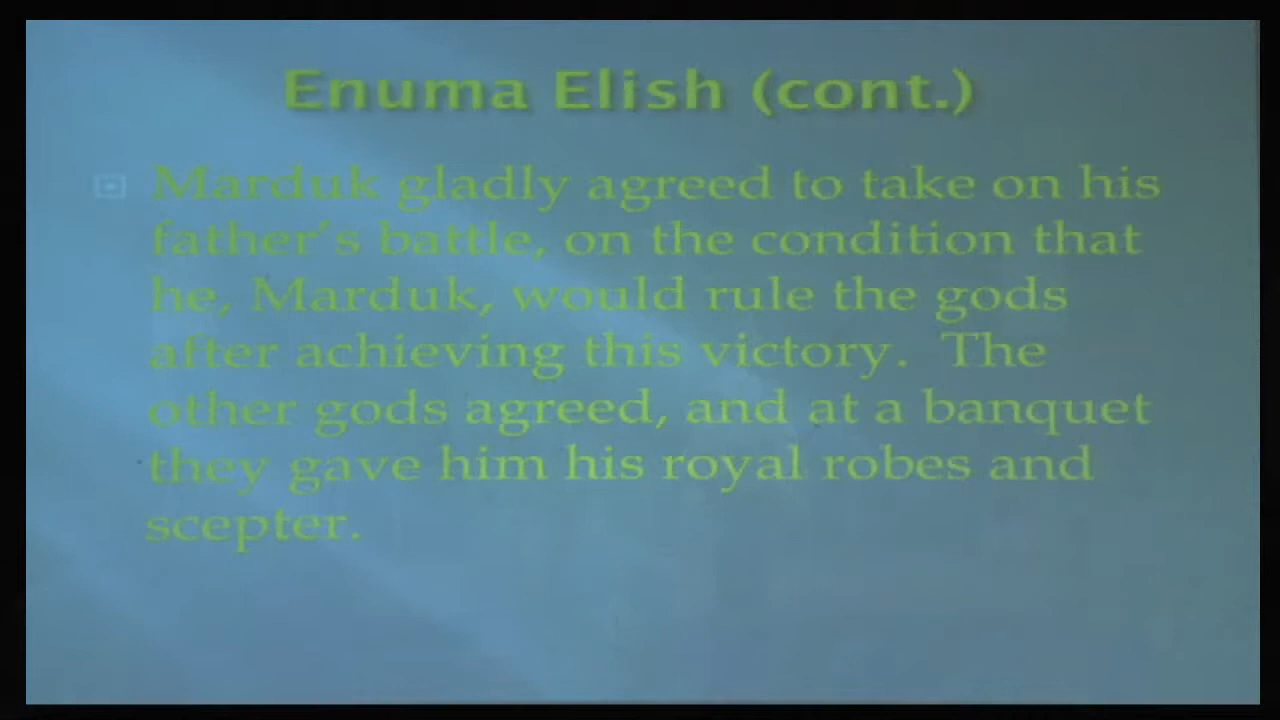 Enuma Elish (cont.)
Marduk gladly agreed to take on his
father's battle, on the condition that
he, Marduk, would rule the gods
after achieving this victory.  The
other gods agreed, and at a banquet
they gave him his royal robes and
scepter.